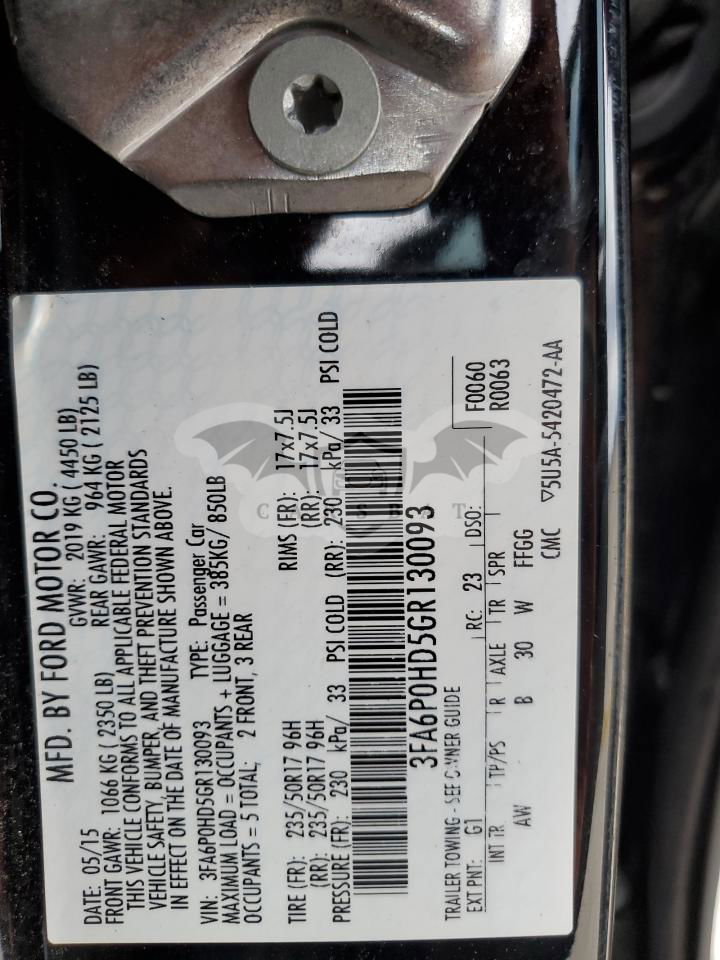 MFD. BY FORD MOTOR CO.
DATE: 05/15 GVWR: 2019 KG ( 4450 LB)
FRONT GAWR: 1066 KG ( 2350 LB) REAR GAWR: 964 KG ( 2125 LB)
THIS VEHICLE CONFORMS TO ALL APPLICABLE FEDERAL MOTOR
VEHICLE SAFETY, BUMPER, AND THEFT PREVENTION STANDARDS
IN EFFECT ON THE DATE OF MANUFACTURE SHOWN ABOVE.
VIN: 3FA6P0HD5GR130093 TYPE: Passenger Car
MAXIMUM LOAD = OCCUPANTS + LUGGAGE = 385KG/ 850LB
OCCUPANTS = 5 TOTAL; 2 FRONT, 3 REAR
TIRE (FR): 235/50R17 96H RIMS (FR): 17x7.5J
(RR): 235/50R17 96H (RR): 17x7.5J
PRESSURE (FR): 230 kPa/ 33 PSI COLD (RR): 230 kPa/ 33 PSI COLD
3FA6P0HD5GR130093
TRAILER TOWING - SEE OWNER GUIDE F0060
EXT PNT: G1 RC: 23 DSO: R0063
INT TR TP/PS R AXLE TR SPR
AW B 30 W FFGG
CMC ▽5U5A-5420472-AA